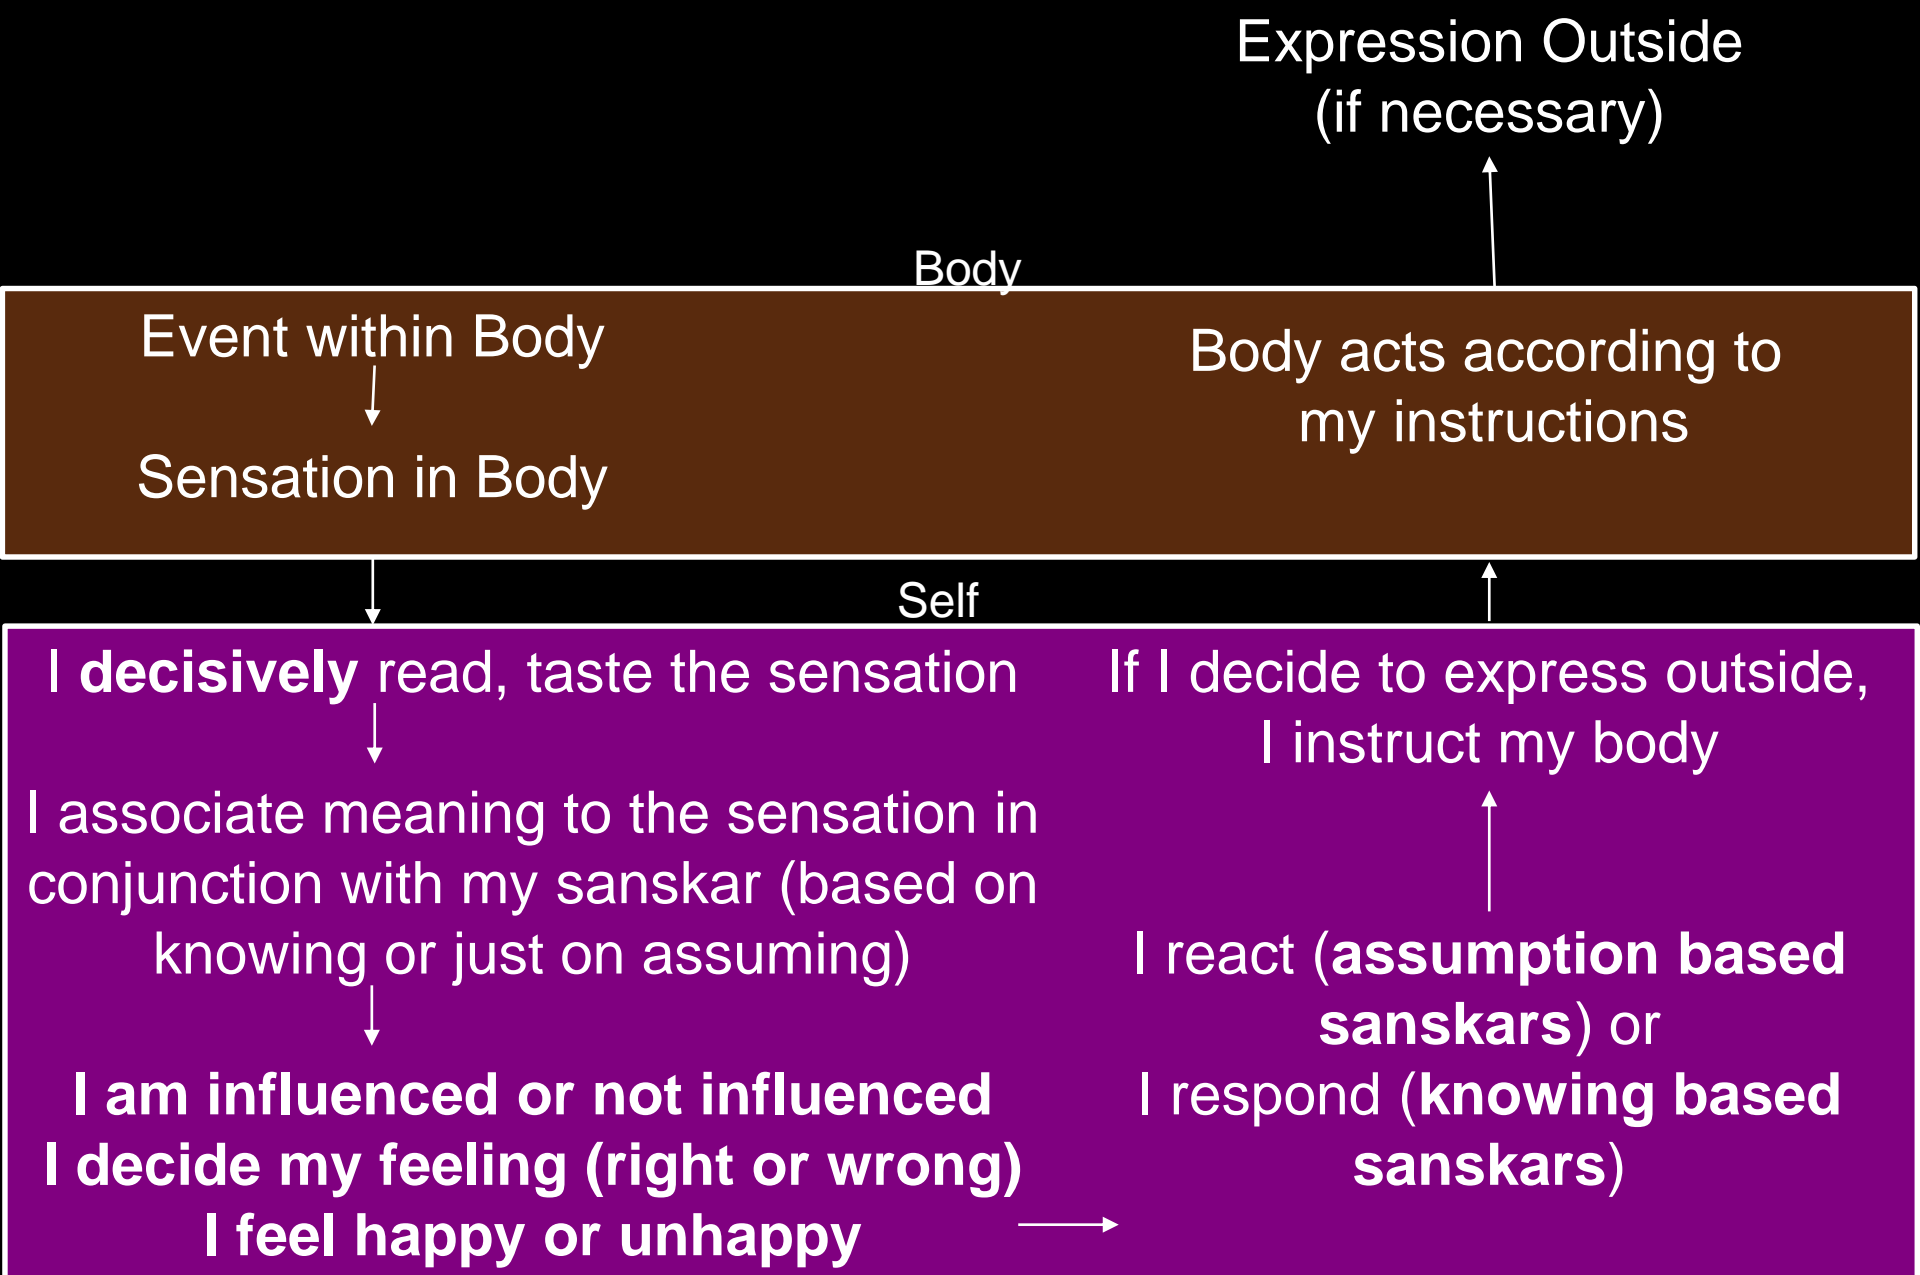 Expression Outside
(if necessary)
Body
Event within Body
Sensation in Body
Body acts according to
my instructions
Self
I decisively read, taste the sensation
I associate meaning to the sensation in
conjunction with my sanskar (based on
knowing or just on assuming)
I am influenced or not influenced
I decide my feeling (right or wrong)
I feel happy or unhappy
If I decide to express outside,
I instruct my body
I react (assumption based
sanskars) or
I respond (knowing based
sanskars)